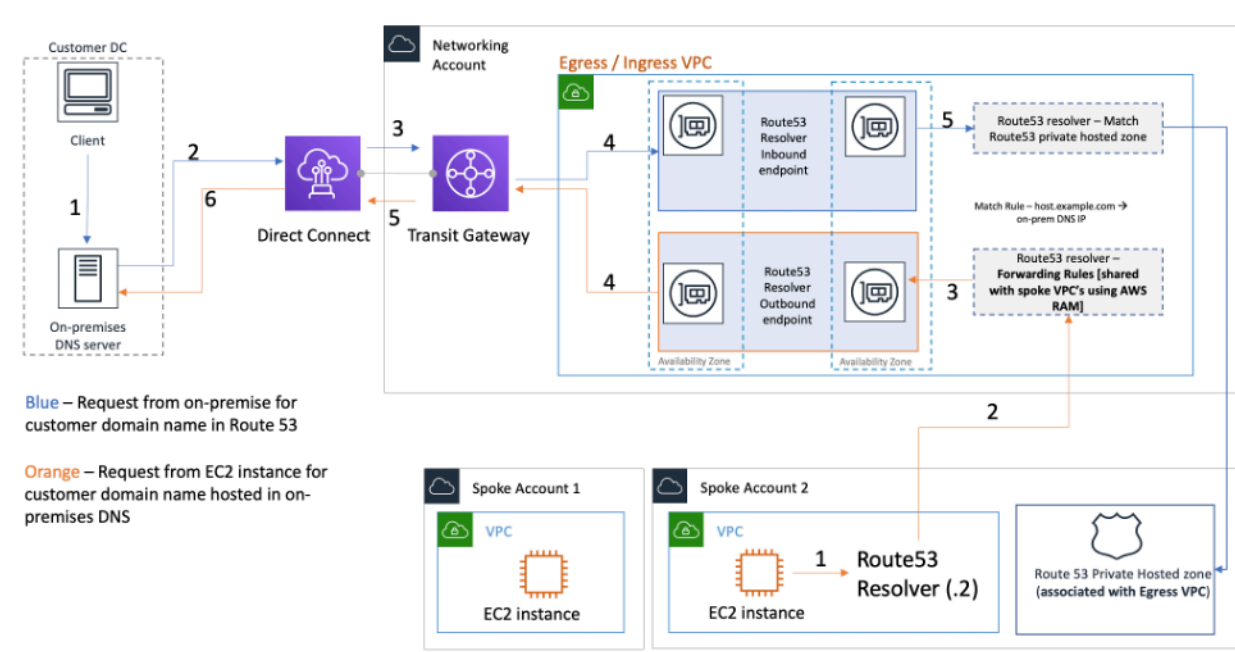 Customer DC
Client
1
On-premises
DNS server
2
6
Direct Connect
3
5
Transit Gateway
4
4
Networking
Account
Egress / Ingress VPC
Route53
Resolver
Inbound
endpoint
Route53
Resolver
Outbound
endpoint
Availability Zone
Availability Zone
5
Route53 resolver – Match
Route53 private hosted zone
Match Rule – host.example.com →
on-prem DNS IP
3
Route53 resolver –
Forwarding Rules [shared
with spoke VPC's using AWS
RAM]
2
Blue – Request from on-premise for
customer domain name in Route 53
Orange – Request from EC2 instance for
customer domain name hosted in on-
premises DNS
Spoke Account 1
VPC
EC2 instance
Spoke Account 2
VPC
EC2 instance
1
Route53
Resolver (.2)
Route 53 Private Hosted zone
(associated with Egress VPC)